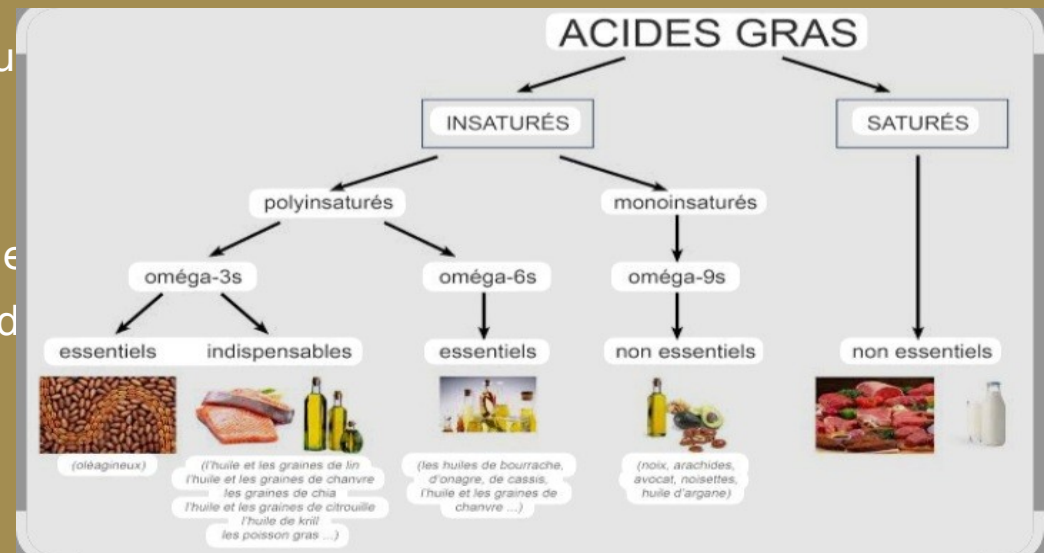 ACIDES GRAS
INSATURÉS
SATURÉS
polyinsaturés
monoinsaturés
oméga-3s
oméga-6s
oméga-9s
essentiels
indispensables
essentiels
non essentiels
non essentiels
(oléagineux)
(l'huile et les graines de lin
l'huile et les graines de chanvre
les graines de chia
l'huile et les graines de citrouille
l'huile de krill
les poisson gras ...)
(les huiles de bourrache,
d'onagre, de cassis,
l'huile et les graines de
chanvre ...)
(noix, arachides,
avocat, noisettes,
huile d'argane)